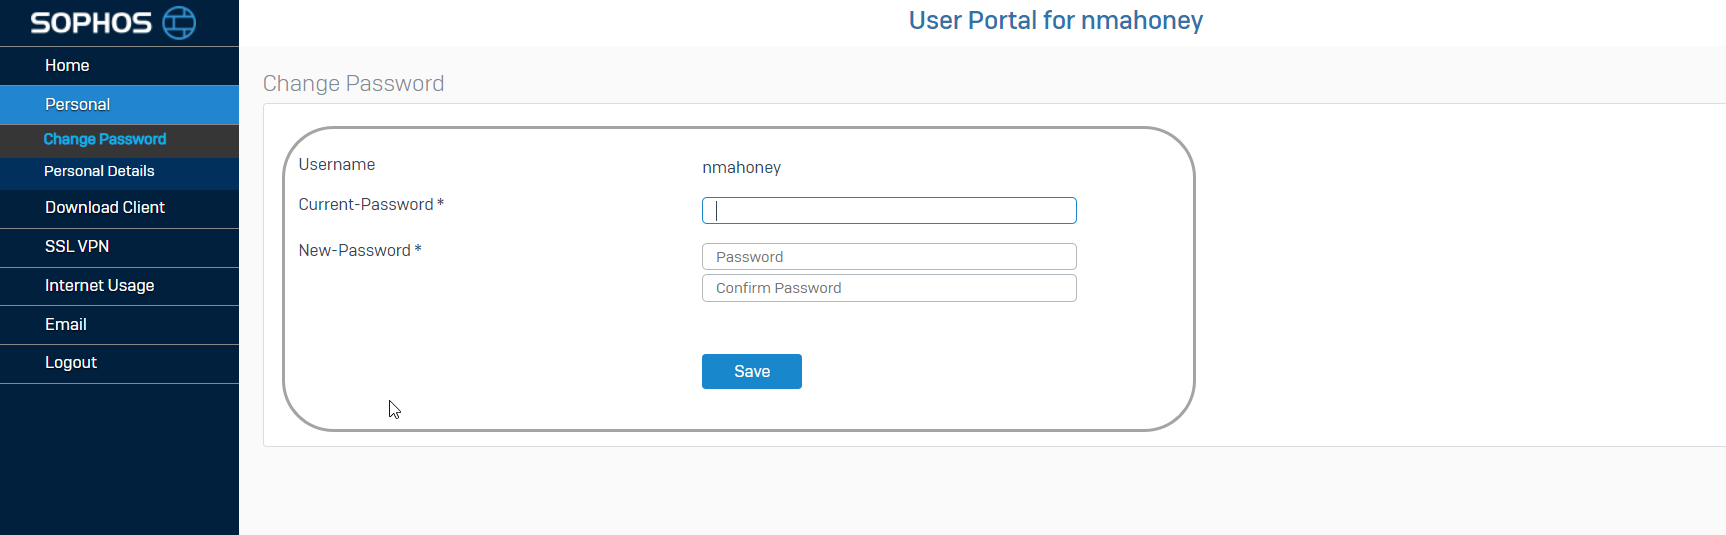 SOPHOS
User Portal for nmahoney
Home
Personal
Change Password
Personal Details
Download Client
SSL VPN
Internet Usage
Email
Logout
Change Password
Username nmahoney
Current-Password *
New-Password * Password
Confirm Password
Save